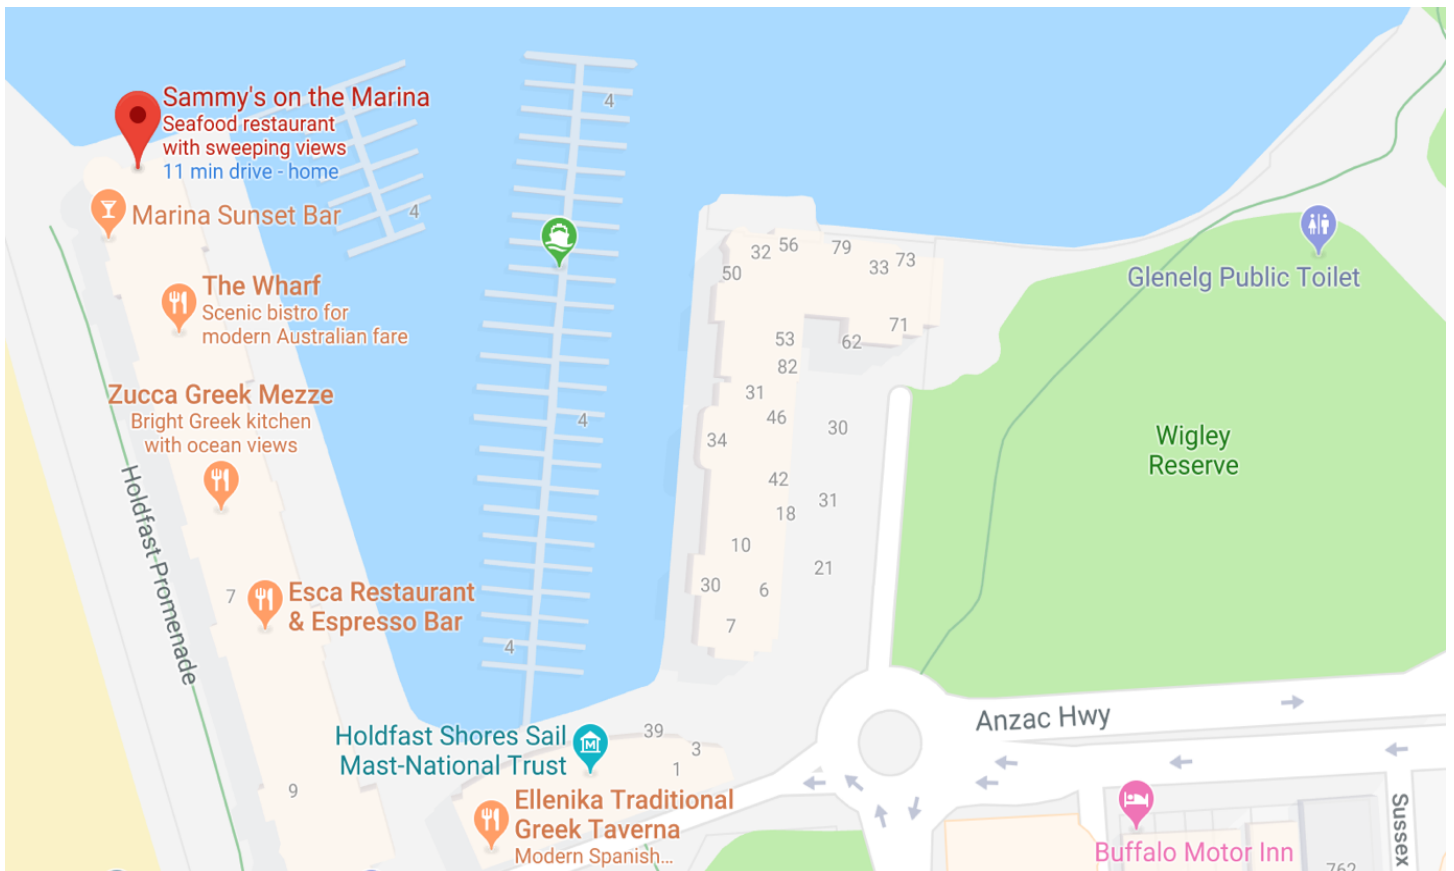 Sammy's on the Marina
Seafood restaurant
with sweeping views
11 min drive - home
4
4
Marina Sunset Bar
The Wharf
Scenic bistro for
modern Australian fare
Zucca Greek Mezze
Bright Greek kitchen
with ocean views
Holdfast Promenade
4
7
Esca Restaurant
& Espresso Bar
4
9
Holdfast Shores Sail
Mast-National Trust
M
Ellenika Traditional
Greek Taverna
Modern Spanish...
39
3
1
32
56
79
73
50
33
71
53
62
82
31
46
34
30
42
31
18
10
21
30
6
7
Glenelg Public Toilet
Wigley
Reserve
Anzac Hwy
Buffalo Motor Inn
Sussex
762